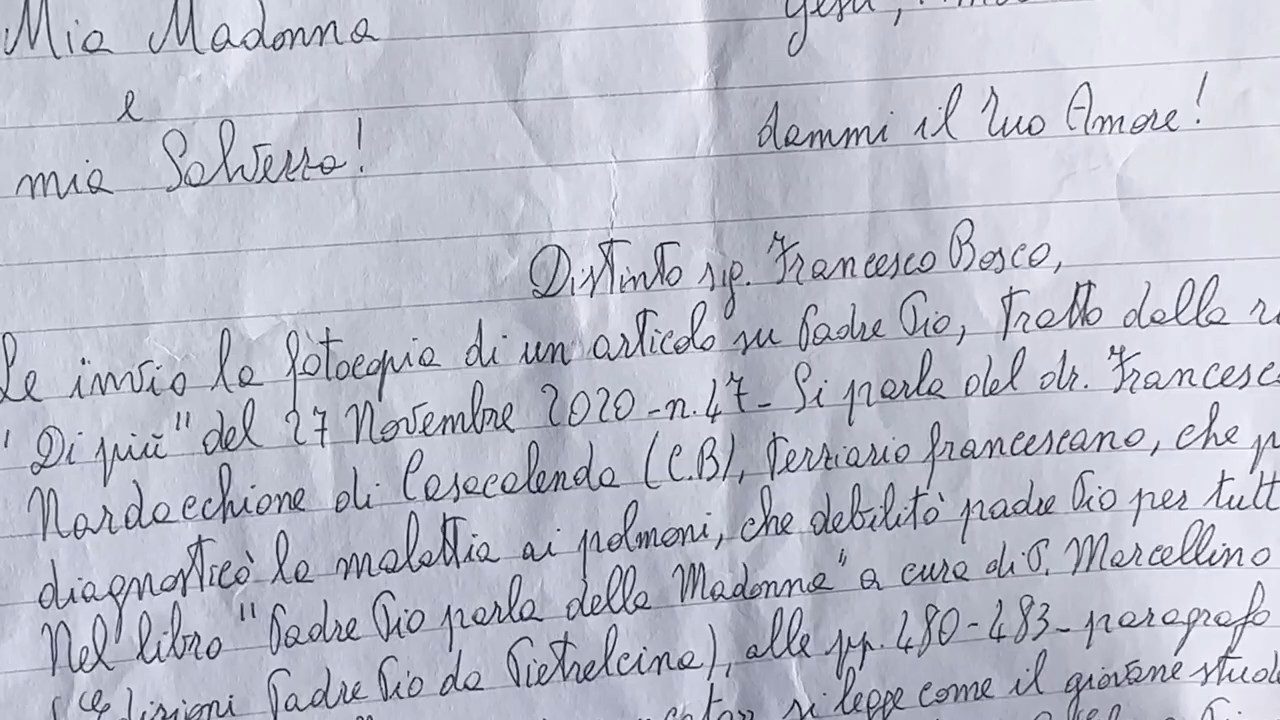 Mia Madonna
Gesù,
e
dammi il Tuo Amore!
mia Salvezza!
Distinto sig. Francesco Bosco,
Le invio la fotocopia di un articolo su Padre Pio, tratto dalla
"Di più" del 27 Novembre 2020 - n. 47 - Si parla del dr. Francesc
Nardacchione di Casacalenda (C.B), terziario francescano, che
diagnosticò la malattia ai polmoni, che debilitò padre Pio per tutt
Nel libro "Padre Pio parla della Madonna" a cura di P. Marcellino
Edizioni Padre Pio da Pietrelcina), alle pp. 480-483 - paragrafo
si legge come il giovane stud